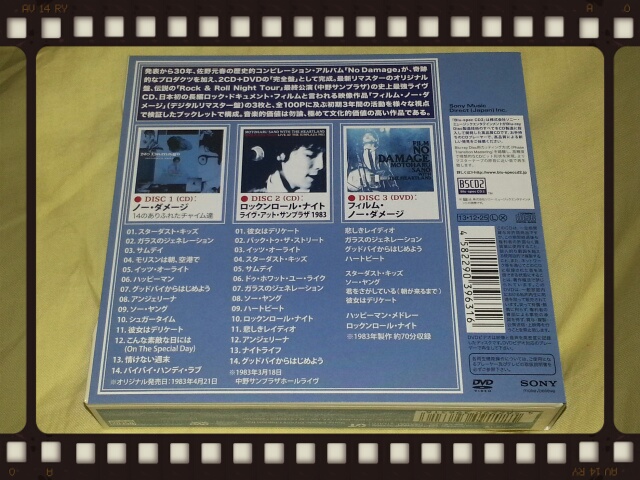 発表から30年、佐野元春の歴史的コンピレーション・アルバム「No Damage」が、奇跡
的なプロダクツを加え、2CD+DVDの「完全盤」として完成。最新リマスターのオリジナル
盤、伝説の「Rock & Roll Night Tour」最終公演(中野サンプラザ)の史上最強ライヴ
CD、日本初の長編ロック・ドキュメント・フィルムと言われる映像作品「フィルム・ノー・ダ
メージ」(デジタルリマスター盤)の3枚と、全100Pに及ぶ初期3年間の活動を様々な視点
で検証したブックレットで構成。音楽的価値は勿論、極めて文化的価値の高い作品である。
● DISC 1 (CD):
ノー・ダメージ
14のありふれたチャイム達
01. スターダスト・キッズ
02. ガラスのジェネレーション
03. サムデイ
04. モリスンは朝、空港で
05. イッツ・オーライト
06. ハッピーマン
07. グッドバイからはじめよう
08. アンジェリーナ
09. ソー・ヤング
10. シュガータイム
11. 彼女はデリケート
12. こんな素敵な日には
(On The Special Day)
13. 情けない週末
14. バイバイ・ハンディ・ラブ
※オリジナル発売日:1983年4月21日
● DISC 2 (CD):
ロックンロール・ナイト
ライヴ・アット・サンプラザ 1983
01. 彼女はデリケート
02. バック・トゥ・ザ・ストリート
03. イッツ・オーライト
04. スターダスト・キッズ
05. サムデイ
06. ドゥ・ホワット・ユー・ライク
07. ガラスのジェネレーション
08. ソー・ヤング
09. ハートビート
10. ロックンロール・ナイト
11. 悲しきレイディオ
12. アンジェリーナ
13. ナイトライフ
14. グッドバイからはじめよう
※1983年3月18日
中野サンプラザホールライヴ
FILM
NO
DAMAGE
MOTOHARU
SANO
● DISC 3 (DVD):
フィルム・
ノー・ダメージ
悲しきレイディオ
ガラスのジェネレーション
グッドバイからはじめよう
ハートビート
スターダスト・キッズ
ソー・ヤング
君をさがしている(朝が来るまで)
彼女はデリケート
ハッピーマン・メドレー
ロックンロール・ナイト
※1983年製作 約70分収録
Sony Music
Direct (Japan) Inc.
BSCD2
13・12・25
4582290396316
DVD
VIDEO
SONY